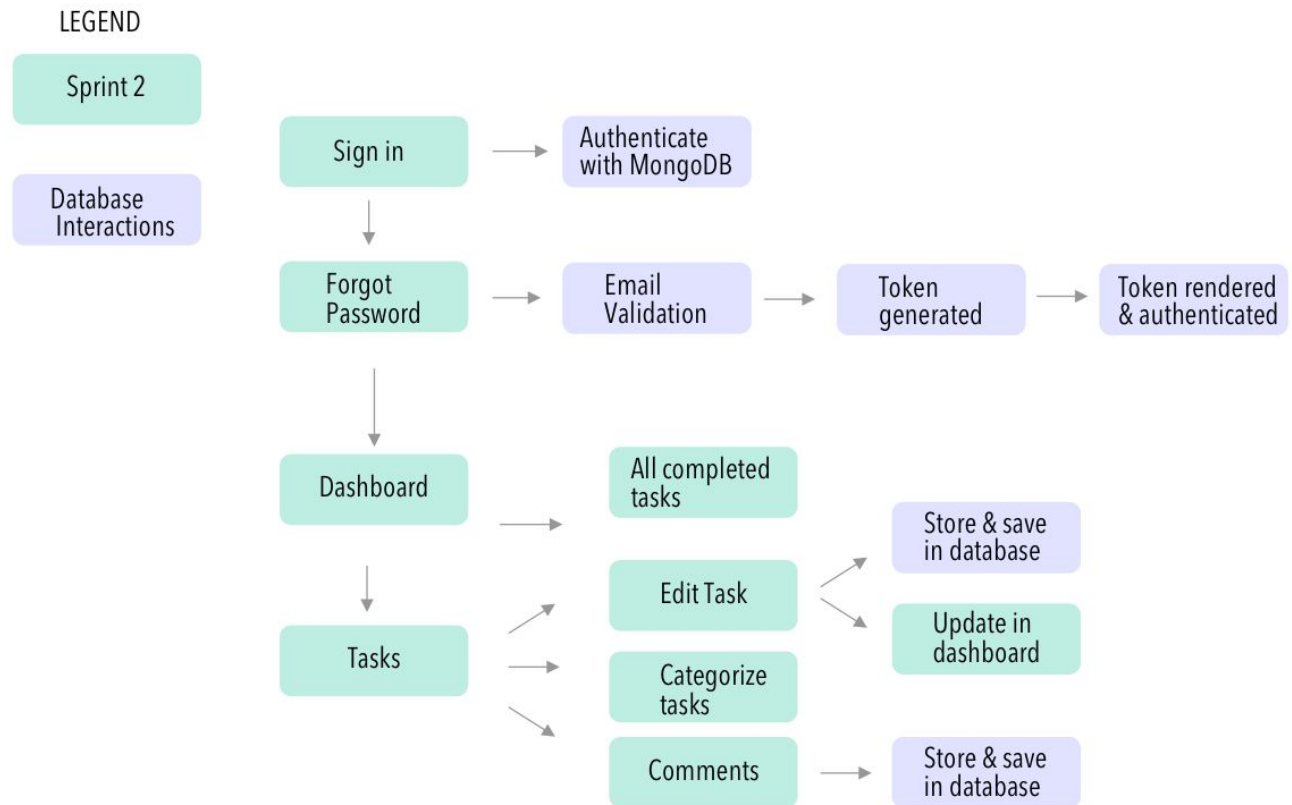 LEGEND
Sprint 2
Database
Interactions
Sign in
Authenticate
with MongoDB
Forgot
Password
Email
Validation
Token
generated
Token rendered
& authenticated
Dashboard
All completed
tasks
Store & save
in database
Edit Task
Update in
dashboard
Tasks
Categorize
tasks
Comments
Store & save
in database